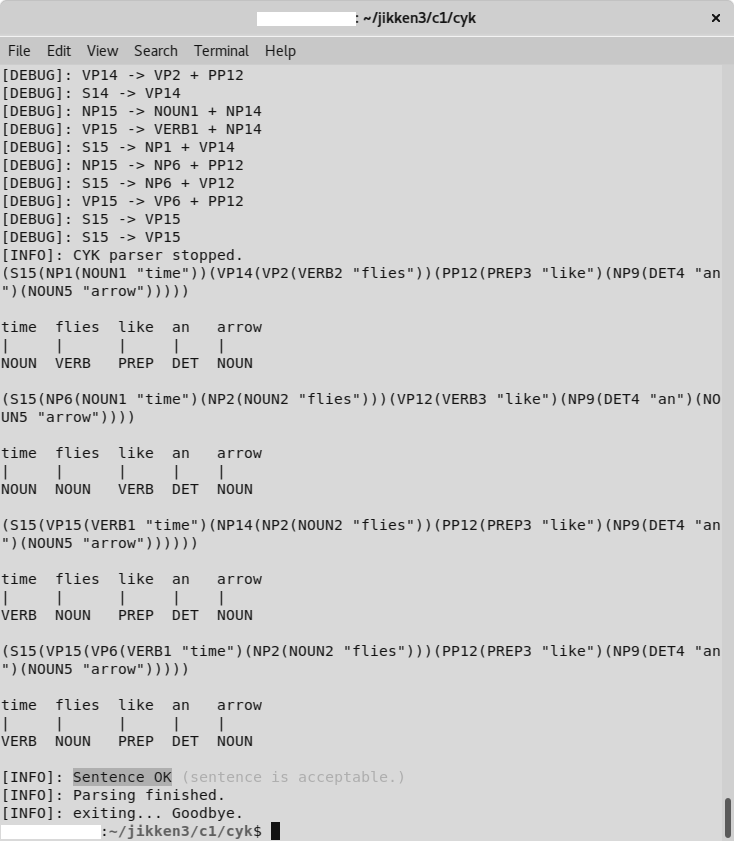 : ~/jikken3/c1/cyk ×
File Edit View Search Terminal Help
[DEBUG]: VP14 -> VP2 + PP12
[DEBUG]: S14 -> VP14
[DEBUG]: NP15 -> NOUN1 + NP14
[DEBUG]: VP15 -> VERB1 + NP14
[DEBUG]: S15 -> NP1 + VP14
[DEBUG]: NP15 -> NP6 + PP12
[DEBUG]: S15 -> NP6 + VP12
[DEBUG]: VP15 -> VP6 + PP12
[DEBUG]: S15 -> VP15
[DEBUG]: S15 -> VP15
[INFO]: CYK parser stopped.
(S15(NP1(NOUN1 "time"))(VP14(VP2(VERB2 "flies"))(PP12(PREP3 "like")(NP9(DET4 "an
")(NOUN5 "arrow")))))
time flies like an arrow
| | | | |
NOUN VERB PREP DET NOUN
(S15(NP6(NOUN1 "time")(NP2(NOUN2 "flies")))(VP12(VERB3 "like")(NP9(DET4 "an")(NO
UN5 "arrow"))))
time flies like an arrow
| | | | |
NOUN NOUN VERB DET NOUN
(S15(VP15(VERB1 "time")(NP14(NP2(NOUN2 "flies"))(PP12(PREP3 "like")(NP9(DET4 "an
")(NOUN5 "arrow"))))))
time flies like an arrow
| | | | |
VERB NOUN PREP DET NOUN
(S15(VP15(VP6(VERB1 "time")(NP2(NOUN2 "flies")))(PP12(PREP3 "like")(NP9(DET4 "an
")(NOUN5 "arrow")))))
time flies like an arrow
| | | | |
VERB NOUN PREP DET NOUN
[INFO]: Sentence OK (sentence is acceptable.)
[INFO]: Parsing finished.
[INFO]: exiting... Goodbye.
:~/jikken3/c1/cyk$